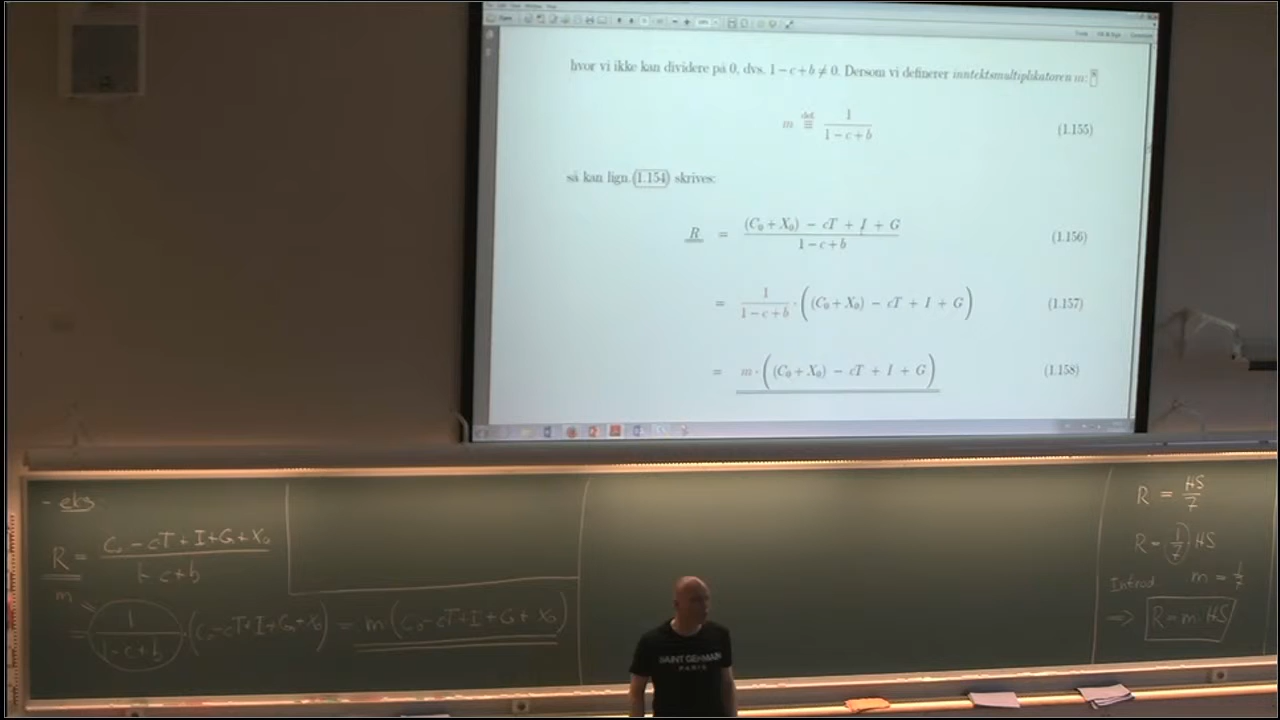 hvor vi ikke kan dividere på 0, dvs. 1 − c + b ≠ 0. Dersom vi definerer inntektsmultiplikatoren m: 8
m def≡ 1 / (1 − c + b) (1.155)
så kan lign. (1.154) skrives:
R = ((C₀ + X₀) − cT + I + G) / (1 − c + b) (1.156)
= 1 / (1 − c + b) · ((C₀ + X₀) − cT + I + G) (1.157)
= m · ((C₀ + X₀) − cT + I + G) (1.158)
- eks
R = (C₀ − cT + I + G + X₀) / (1 − c + b)
m
= 1 / (1 − c + b) · (C₀ − cT + I + G + X₀) = m · (C₀ − cT + I + G + X₀)
R = HS / 7
R = 1/7 · HS
Introd. m = 1/7
⇒ R = m · HS
SAINT GERMAIN
PARIS